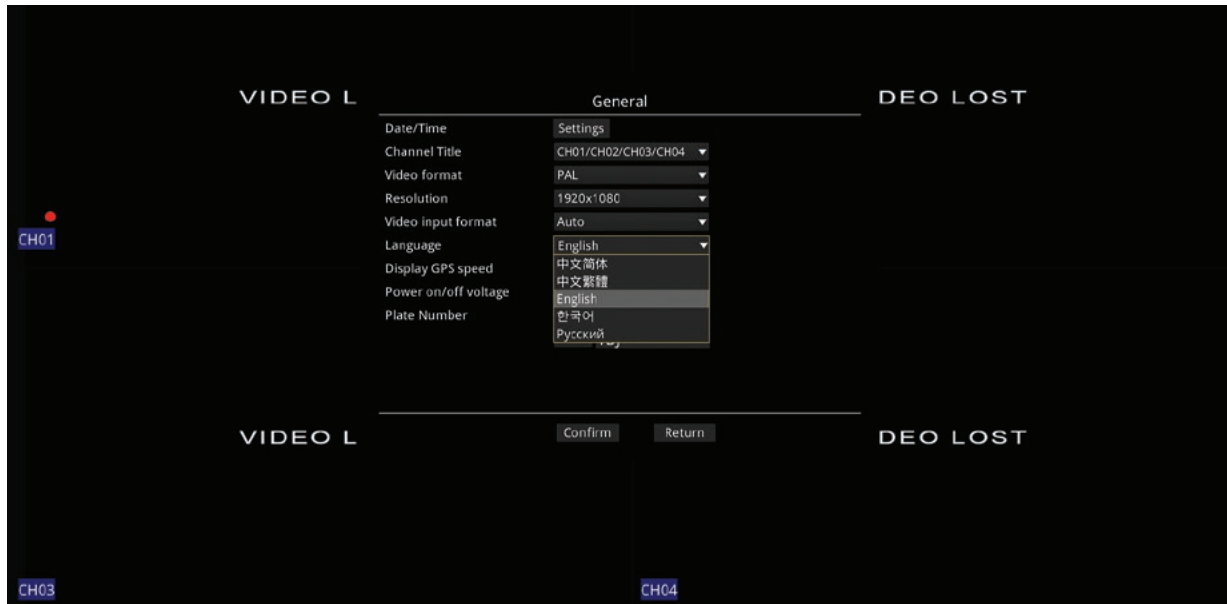 VIDEO L
General
DEO LOST
Date/Time Settings
Channel Title CH01/CH02/CH03/CH04
Video format PAL
Resolution 1920x1080
Video input format Auto
CH01
Language English
中文简体
Display GPS speed
中文繁體
Power on/off voltage
English
Plate Number
한국어
Русский
VIDEO L
Confirm Return
DEO LOST
CH03
CH04